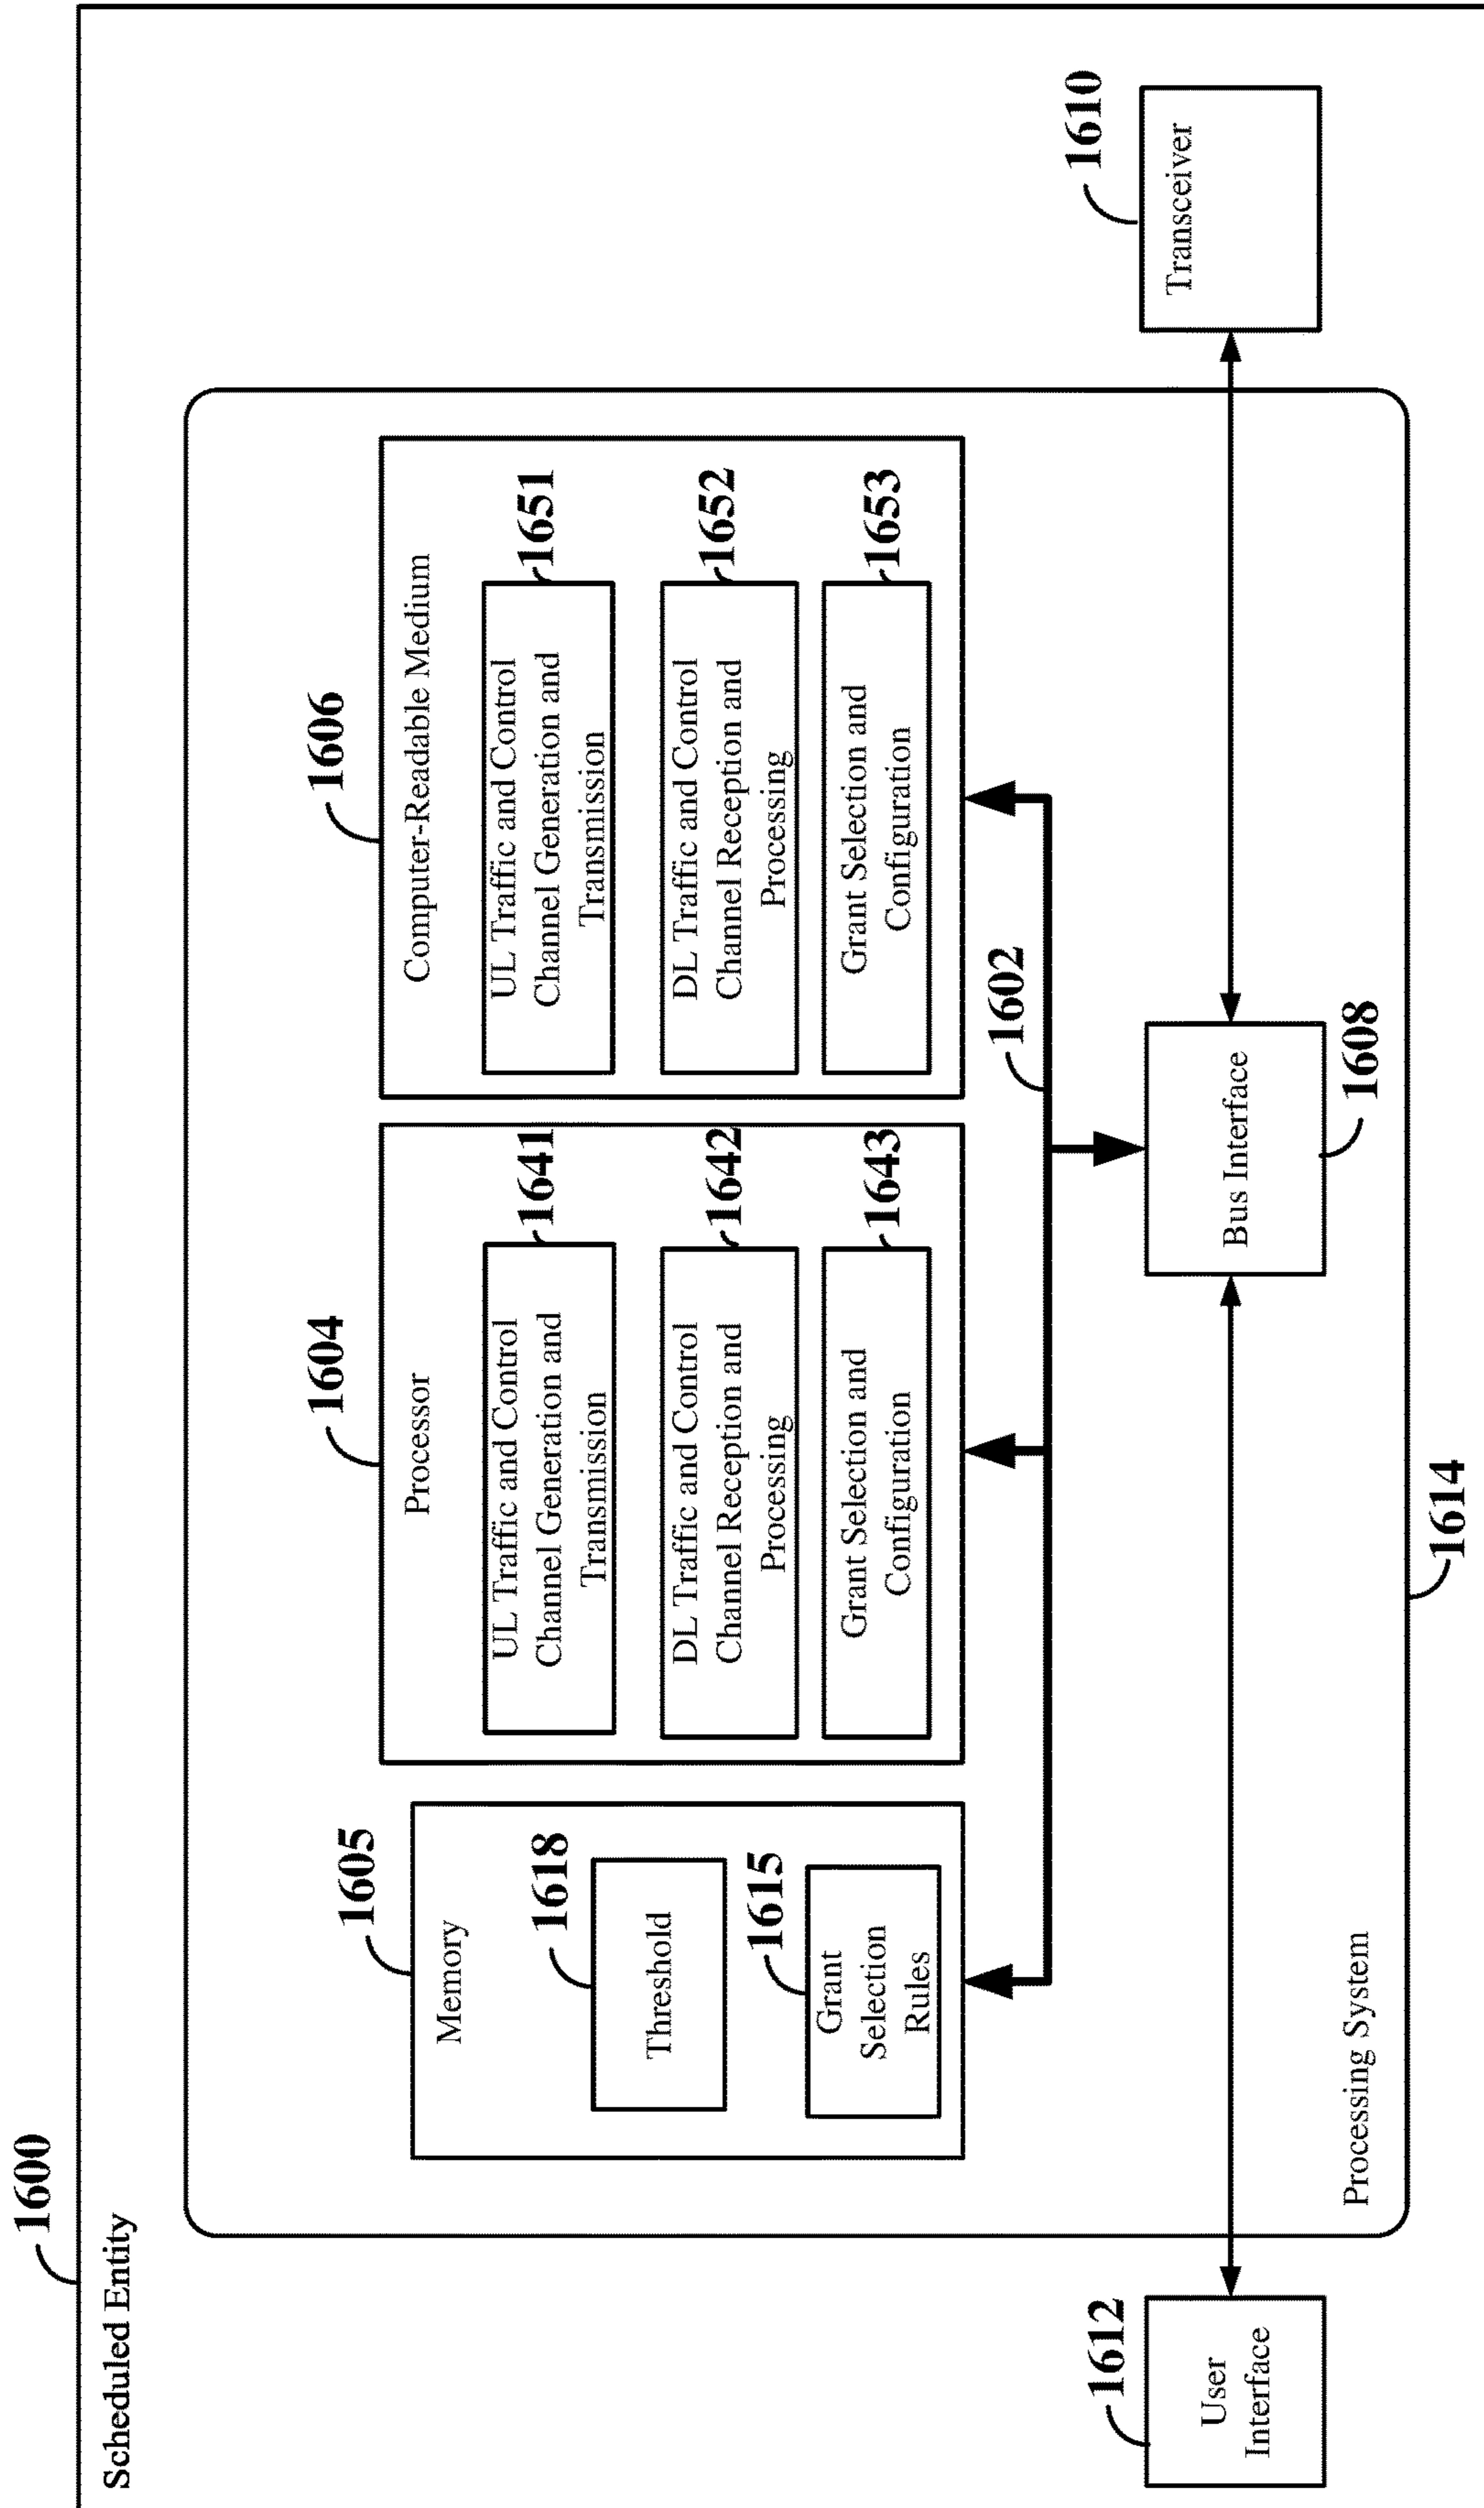 1600
Scheduled Entity
1605
Memory
1618
Threshold
1615
Grant
Selection
Rules
1604
Processor
1641
UL Traffic and Control
Channel Generation and
Transmission
1642
DL Traffic and Control
Channel Reception and
Processing
1643
Grant Selection and
Configuration
1606
Computer-Readable Medium
1651
UL Traffic and Control
Channel Generation and
Transmission
1652
DL Traffic and Control
Channel Reception and
Processing
1653
Grant Selection and
Configuration
1602
1612
User
Interface
Bus Interface
1608
1610
Transceiver
Processing System
1614